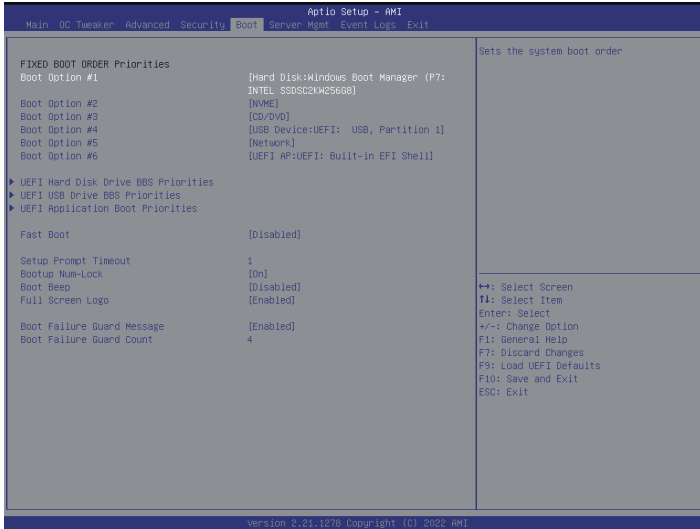 Aptio Setup – AMI
Main OC Tweaker Advanced Security Boot Server Mgmt Event Logs Exit
FIXED BOOT ORDER Priorities
Boot Option #1 [Hard Disk:Windows Boot Manager (P7:
INTEL SSDSC2KW256G8]
Boot Option #2 [NVME]
Boot Option #3 [CD/DVD]
Boot Option #4 [USB Device:UEFI: USB, Partition 1]
Boot Option #5 [Network]
Boot Option #6 [UEFI AP:UEFI: Built-in EFI Shell]
UEFI Hard Disk Drive BBS Priorities
UEFI USB Drive BBS Priorities
UEFI Application Boot Priorities
Fast Boot [Disabled]
Setup Prompt Timeout 1
Bootup Num-Lock [On]
Boot Beep [Disabled]
Full Screen Logo [Enabled]
Boot Failure Guard Message [Enabled]
Boot Failure Guard Count 4
Sets the system boot order
↔: Select Screen
↑↓: Select Item
Enter: Select
+/-: Change Option
F1: General Help
F7: Discard Changes
F9: Load UEFI Defaults
F10: Save and Exit
ESC: Exit
Version 2.21.1278 Copyright (C) 2022 AMI